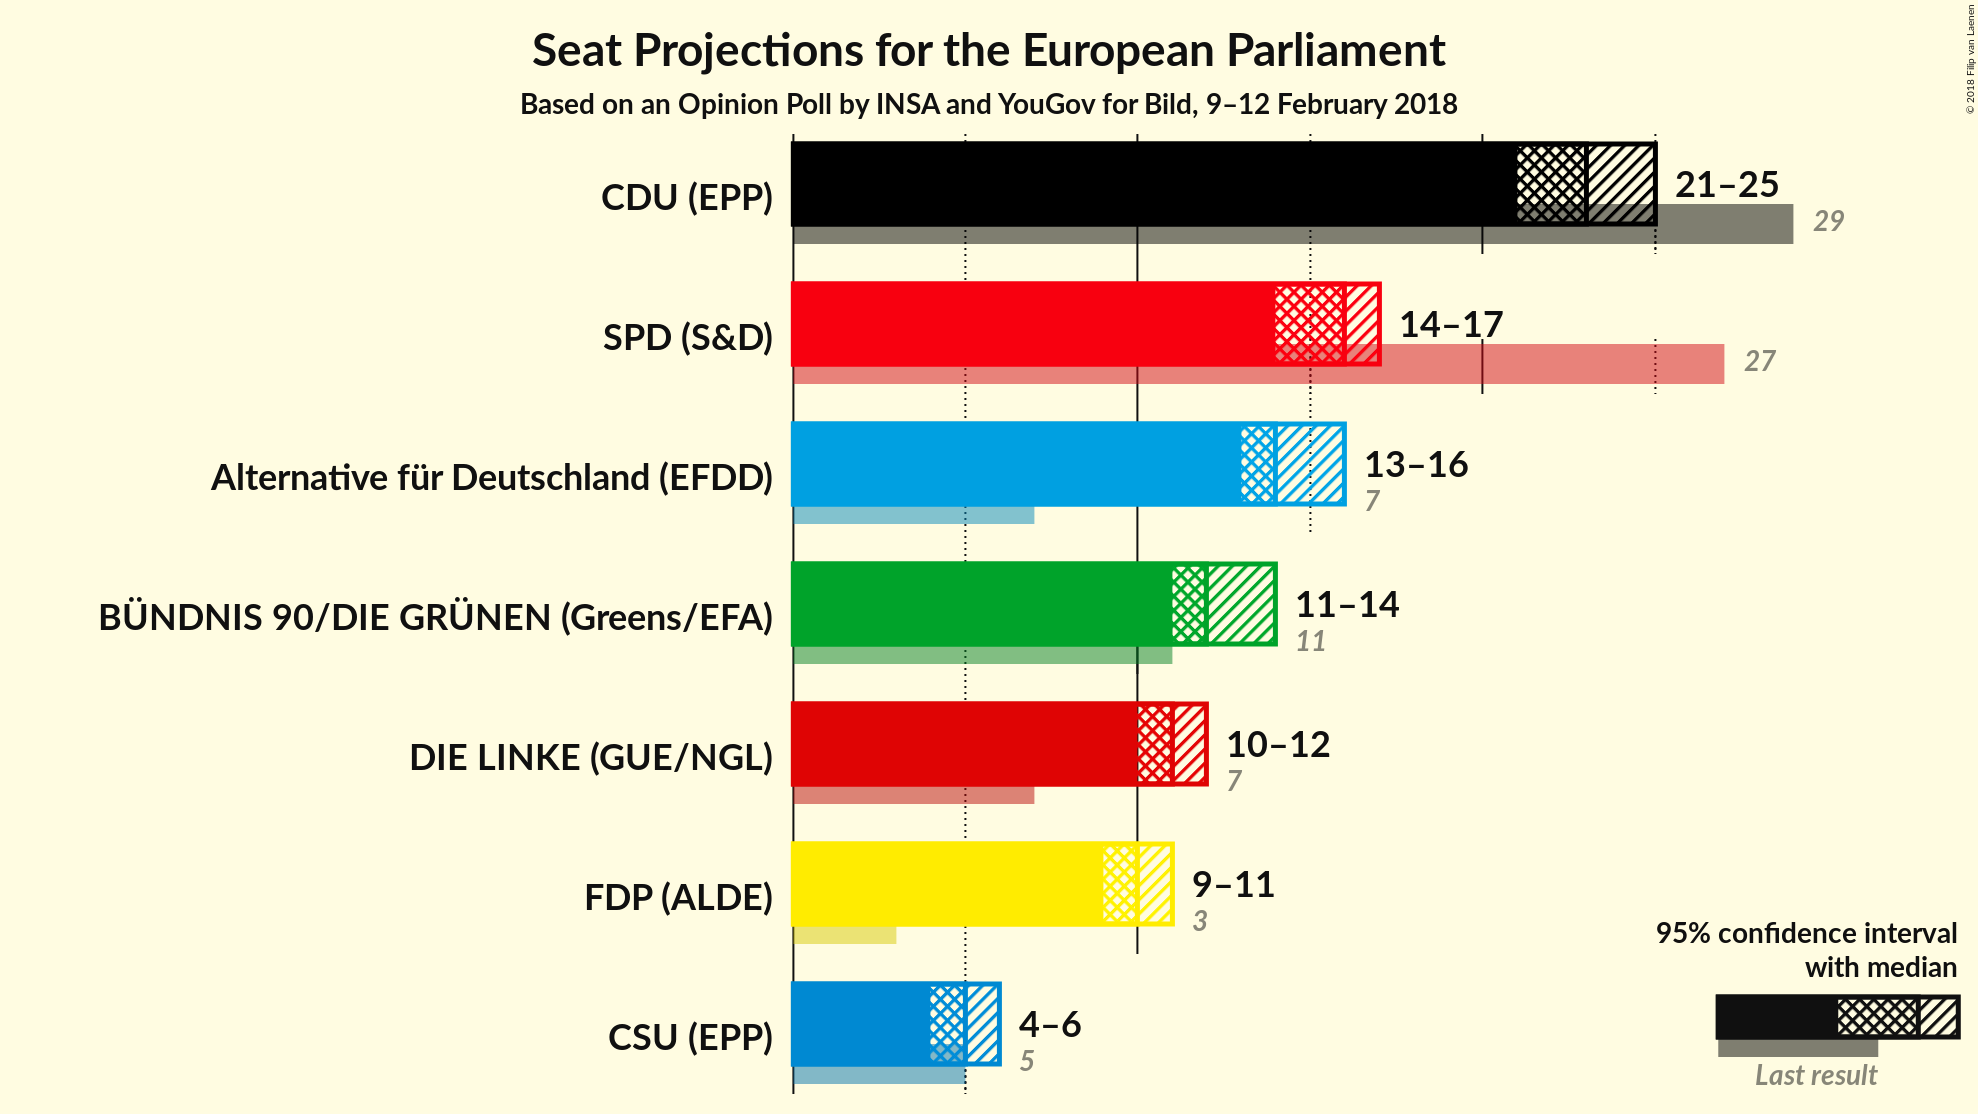 Seat Projections for the European Parliament
Based on an Opinion Poll by INSA and YouGov for Bild, 9–12 February 2018
© 2018 Filip van Laenen
CDU (EPP)
21–25
29
SPD (S&D)
14–17
27
Alternative für Deutschland (EFDD)
13–16
7
BÜNDNIS 90/DIE GRÜNEN (Greens/EFA)
11–14
11
DIE LINKE (GUE/NGL)
10–12
7
FDP (ALDE)
9–11
3
CSU (EPP)
4–6
5
95% confidence interval
with median
Last result